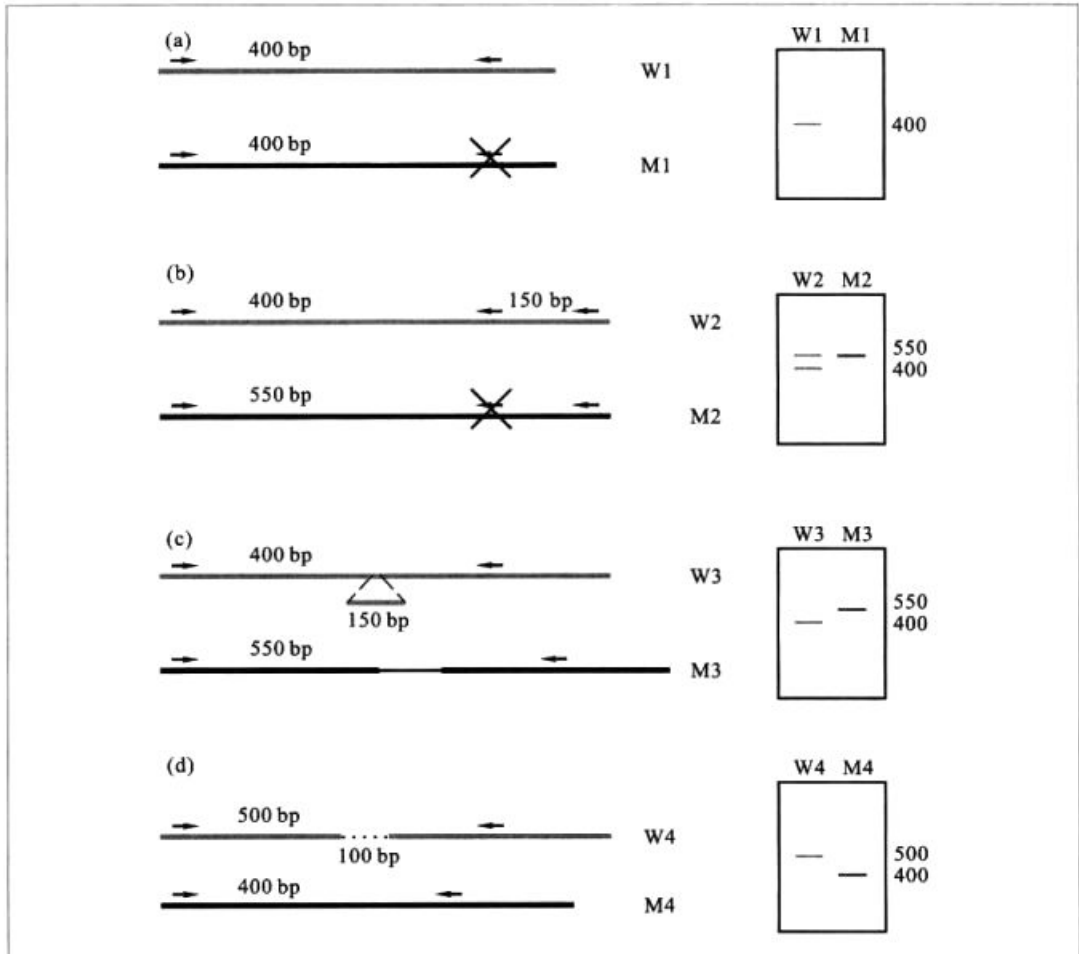 (a)
400 bp
W1
400 bp
M1
W1 M1
400
(b)
400 bp 150 bp
W2
550 bp
M2
W2 M2
550
400
(c)
400 bp
W3
150 bp
550 bp
M3
W3 M3
550
400
(d)
500 bp
W4
100 bp
400 bp
M4
W4 M4
500
400